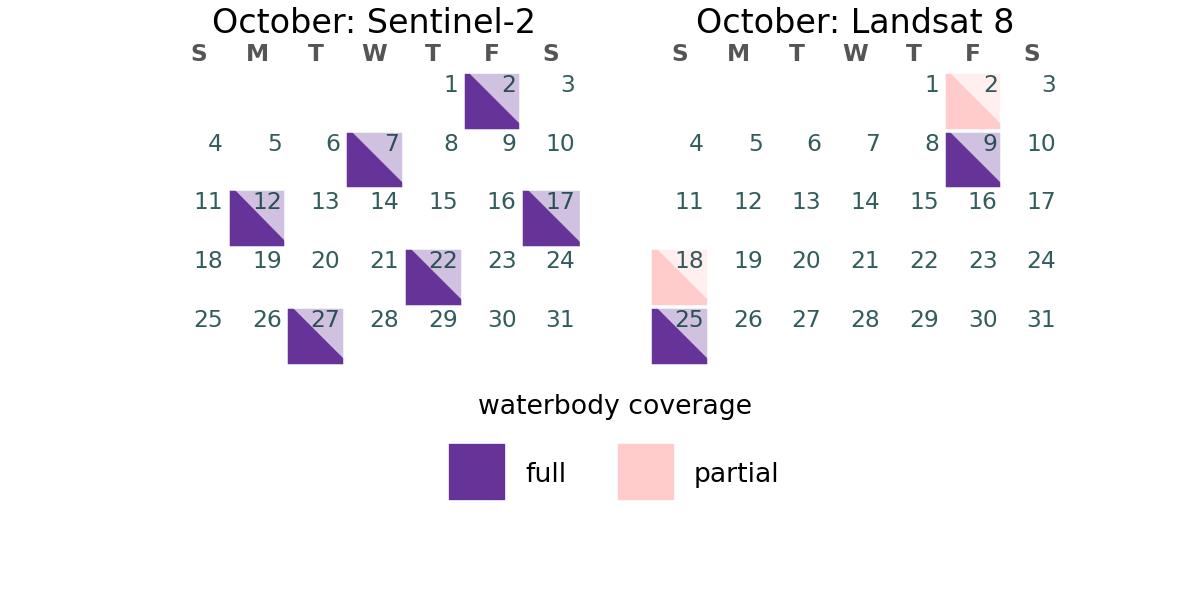 October: Sentinel-2
S M T W T F S
1 2 3
4 5 6 7 8 9 10
11 12 13 14 15 16 17
18 19 20 21 22 23 24
25 26 27 28 29 30 31
October: Landsat 8
S M T W T F S
1 2 3
4 5 6 7 8 9 10
11 12 13 14 15 16 17
18 19 20 21 22 23 24
25 26 27 28 29 30 31
waterbody coverage
full partial